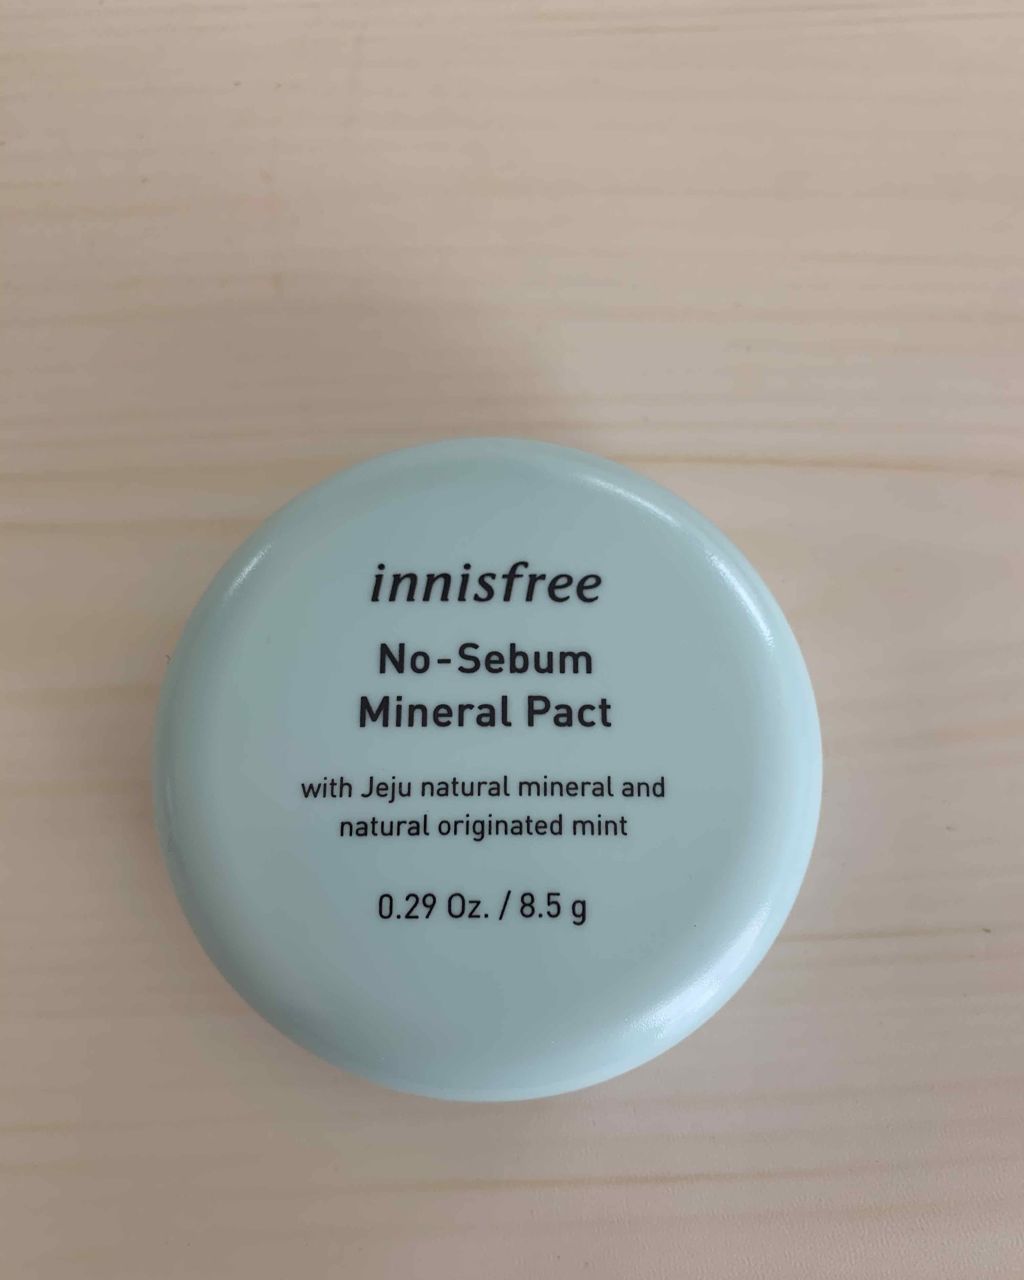 innisfree
No-Sebum
Mineral Pact
with Jeju natural mineral and
natural originated mint
0.29 Oz. / 8.5 g